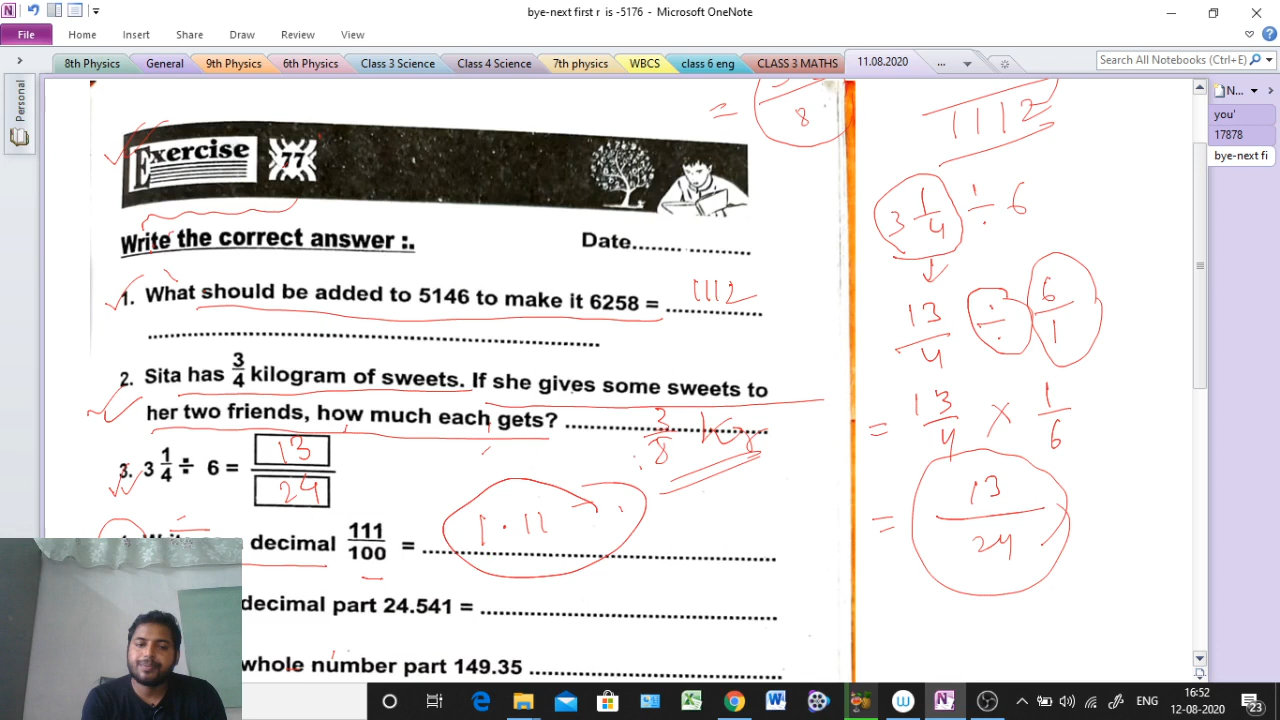 bye-next first r is -5176 - Microsoft OneNote
File Home Insert Share Draw Review View
8th Physics General 9th Physics 6th Physics Class 3 Science Class 4 Science 7th physics WBCS class 6 eng CLASS 3 MATHS 11.08.2020 ... Search All Notebooks (Ctrl+E)
Personal
N...
you'
17878
bye-next fi
Exercise 77
Write the correct answer :.
Date.......
1. What should be added to 5146 to make it 6258 = 1112
2. Sita has 3/4 kilogram of sweets. If she gives some sweets to
her two friends, how much each gets? 3/8 Kg
3. 3 1/4 ÷ 6 = 13/24
decimal 111/100 = 1.11
decimal part 24.541 =
whole number part 149.35
= 8
1112
3 1/4 ÷ 6
13/4 ÷ 6/1
= 13/4 × 1/6
= 13/24
ENG
16:52
12-08-2020
23